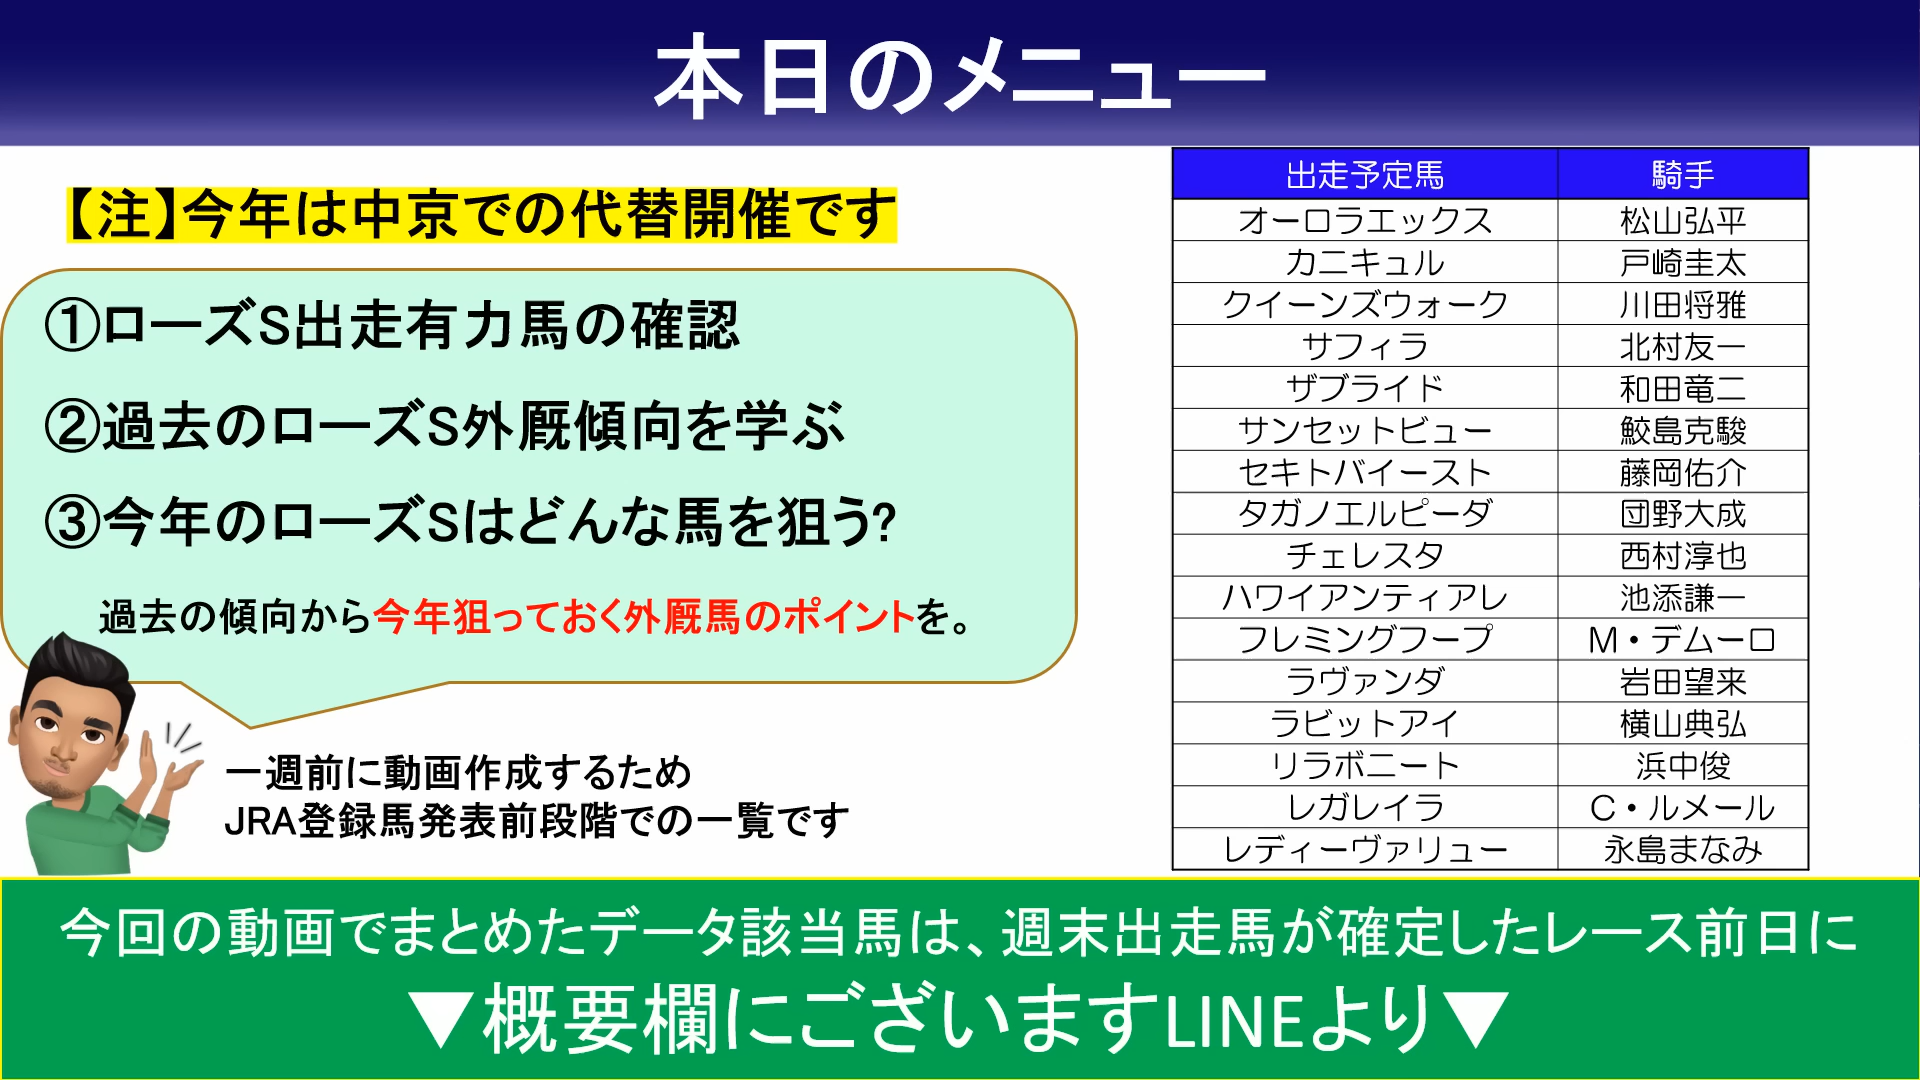 本日のメニュー
【注】今年は中京での代替開催です
①ローズS出走有力馬の確認
②過去のローズS外厩傾向を学ぶ
③今年のローズSはどんな馬を狙う?
過去の傾向から今年狙っておく外厩馬のポイントを。
一週前に動画作成するため
JRA登録馬発表前段階での一覧です
出走予定馬 騎手
オーロラエックス 松山弘平
カニキュル 戸崎圭太
クイーンズウォーク 川田将雅
サフィラ 北村友一
ザブライド 和田竜二
サンセットビュー 鮫島克駿
セキトバイースト 藤岡佑介
タガノエルピーダ 団野大成
チェレスタ 西村淳也
ハワイアンティアレ 池添謙一
フレミングフープ M・デムーロ
ラヴァンダ 岩田望来
ラビットアイ 横山典弘
リラボニート 浜中俊
レガレイラ C・ルメール
レディーヴァリュー 永島まなみ
今回の動画でまとめたデータ該当馬は、週末出走馬が確定したレース前日に
▼概要欄にございますLINEより▼